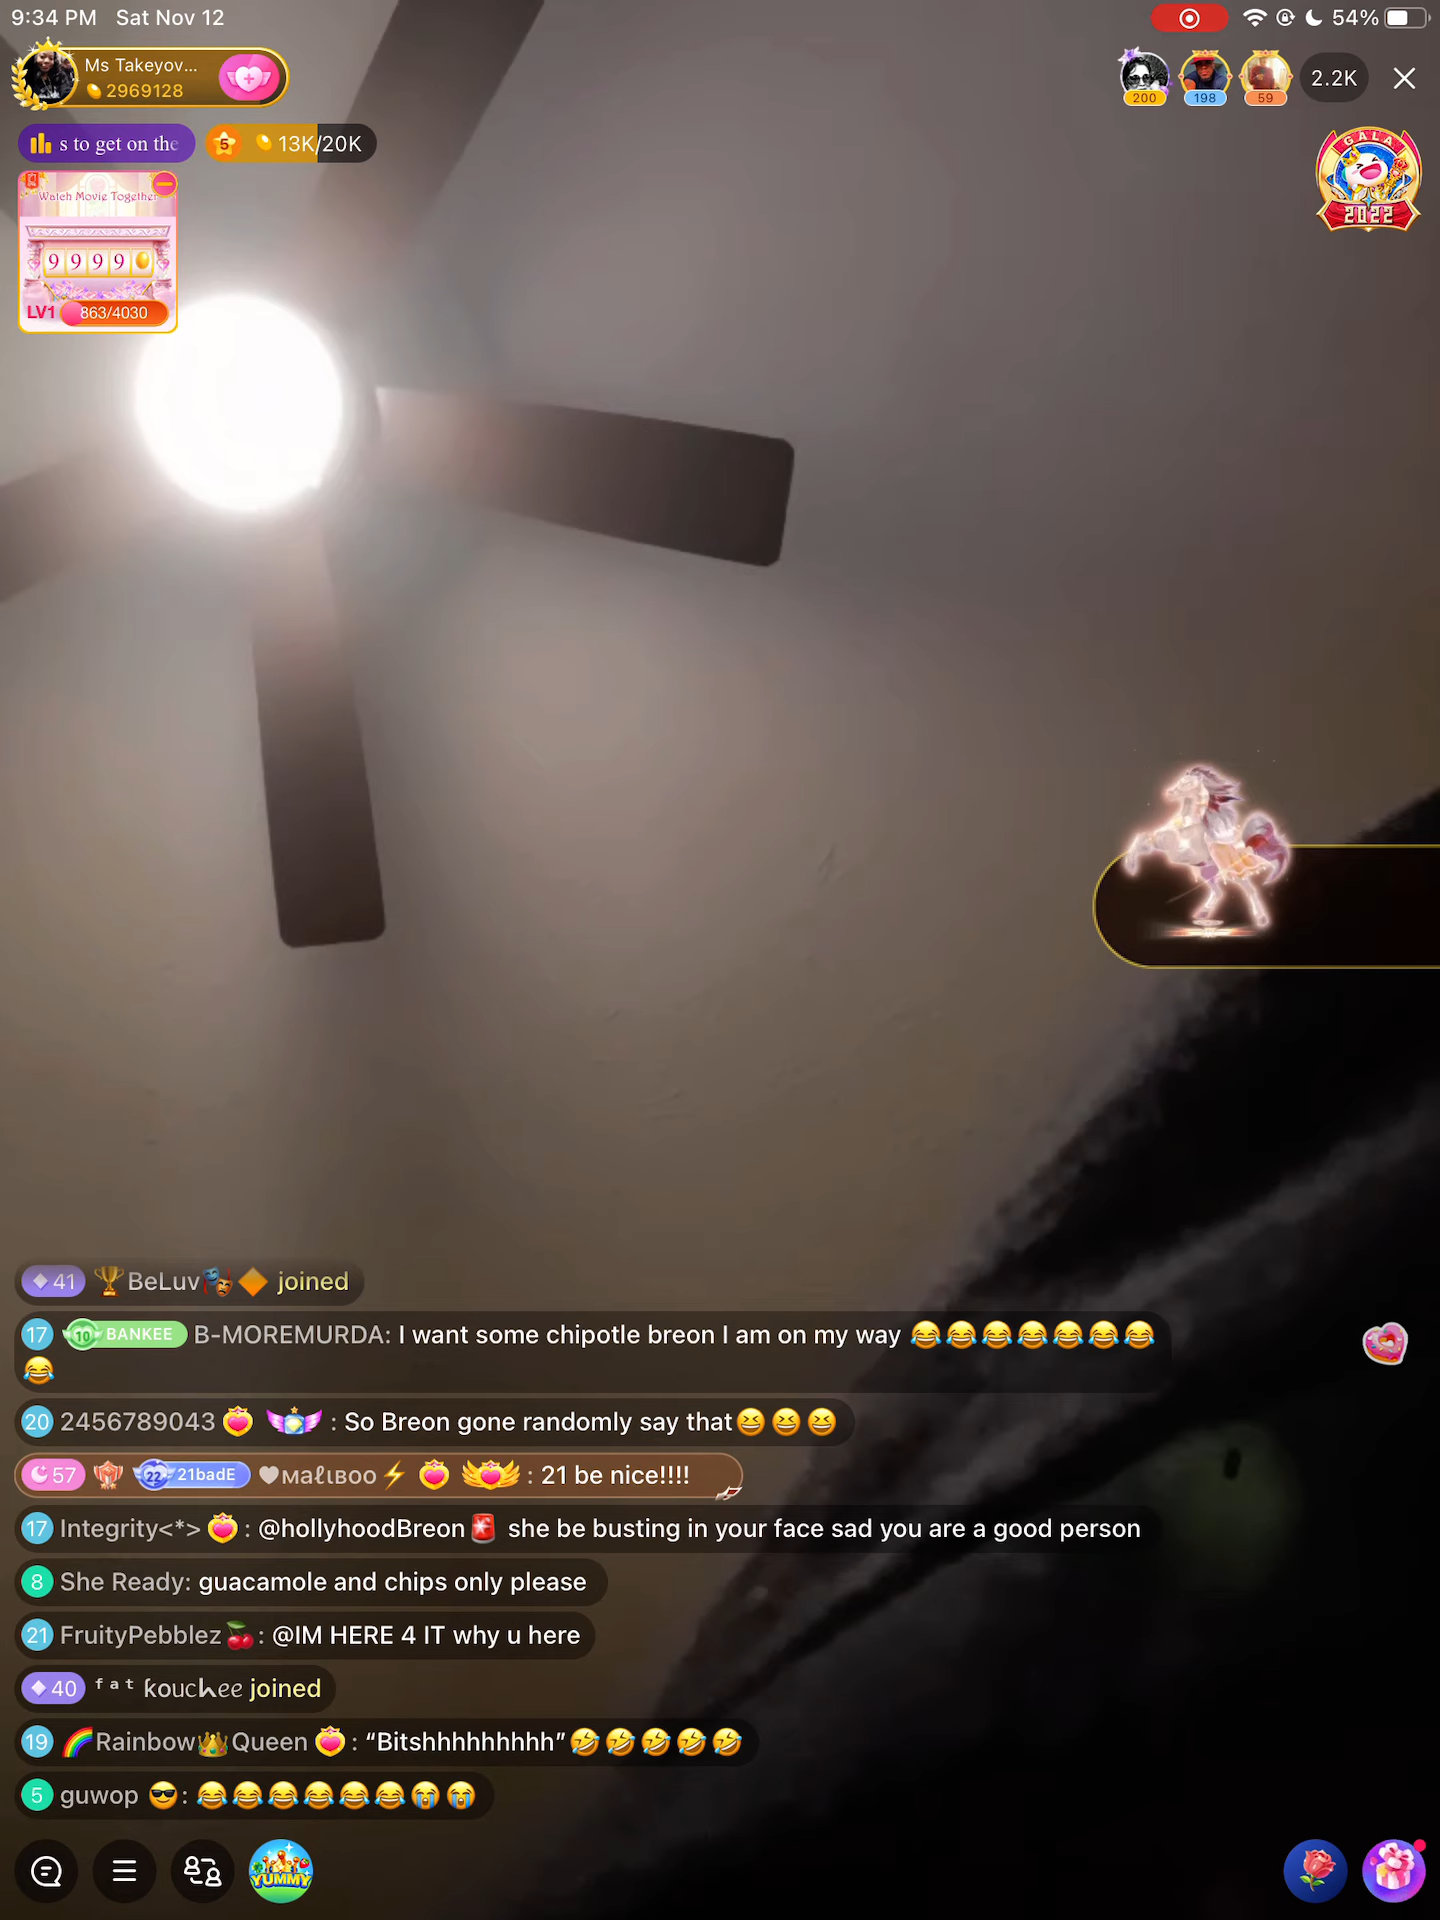 9:34 PM Sat Nov 12
54%
Ms Takeyov...
2969128
200
198
59
2.2K
s to get on the
5
13K/20K
GALA
2022
Watch Movie Together
9 9 9 9
LV1 863/4030
41 BeLuv joined
17 10 BANKEE B-MOREMURDA: I want some chipotle breon I am on my way 😂😂😂😂😂😂😂
😂
20 2456789043 : So Breon gone randomly say that😆😆😆
57 22 21badE 🤍маℓιвоо⚡ : 21 be nice!!!!
17 Integrity<*> : @hollyhoodBreon🚨 she be busting in your face sad you are a good person
8 She Ready: guacamole and chips only please
21 FruityPebblez🍒: @IM HERE 4 IT why u here
40 ᶠᵃᵗ kouchee joined
19 🌈Rainbow👑Queen : “Bitshhhhhhhhh”🤣🤣🤣🤣🤣
5 guwop 😎: 😂😂😂😂😂😂😭😭
YUMMY